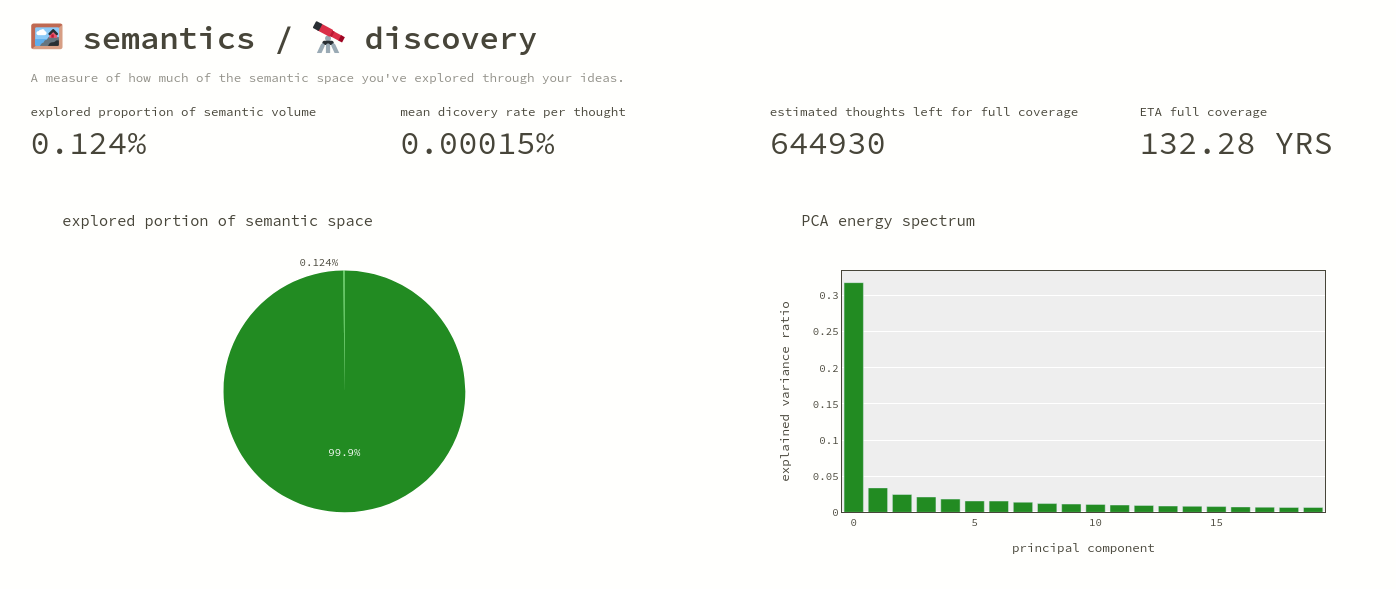 semantics / discovery
A measure of how much of the semantic space you've explored through your ideas.
explored proportion of semantic volume
0.124%
mean dicovery rate per thought
0.00015%
estimated thoughts left for full coverage
644930
ETA full coverage
132.28 YRS
explored portion of semantic space
0.124%
99.9%
PCA energy spectrum
explained variance ratio
0.3
0.25
0.2
0.15
0.1
0.05
0
0 5 10 15
principal component